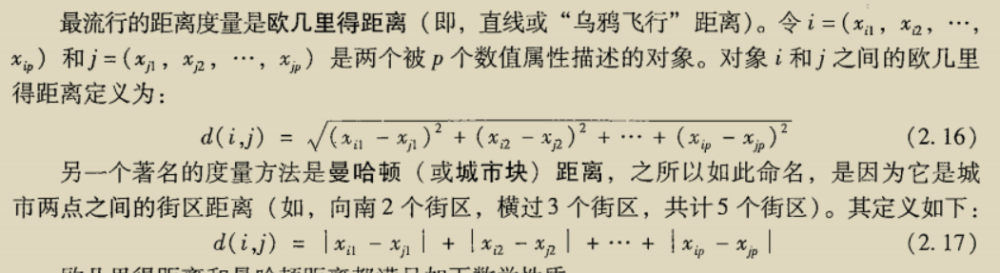 最流行的距离度量是欧几里得距离（即，直线或“乌鸦飞行”距离）。令 i = (x_{i1}, x_{i2}, …,
x_{ip}) 和 j = (x_{j1}, x_{j2}, …, x_{jp}) 是两个被 p 个数值属性描述的对象。对象 i 和 j 之间的欧几里
得距离定义为：
d(i,j) = √((x_{i1} - x_{j1})² + (x_{i2} - x_{j2})² + … + (x_{ip} - x_{jp})²) (2.16)
另一个著名的度量方法是曼哈顿（或城市块）距离，之所以如此命名，是因为它是城
市两点之间的街区距离（如，向南 2 个街区，横过 3 个街区，共计 5 个街区）。其定义如下：
d(i,j) = |x_{i1} - x_{j1}| + |x_{i2} - x_{j2}| + … + |x_{ip} - x_{jp}| (2.17)